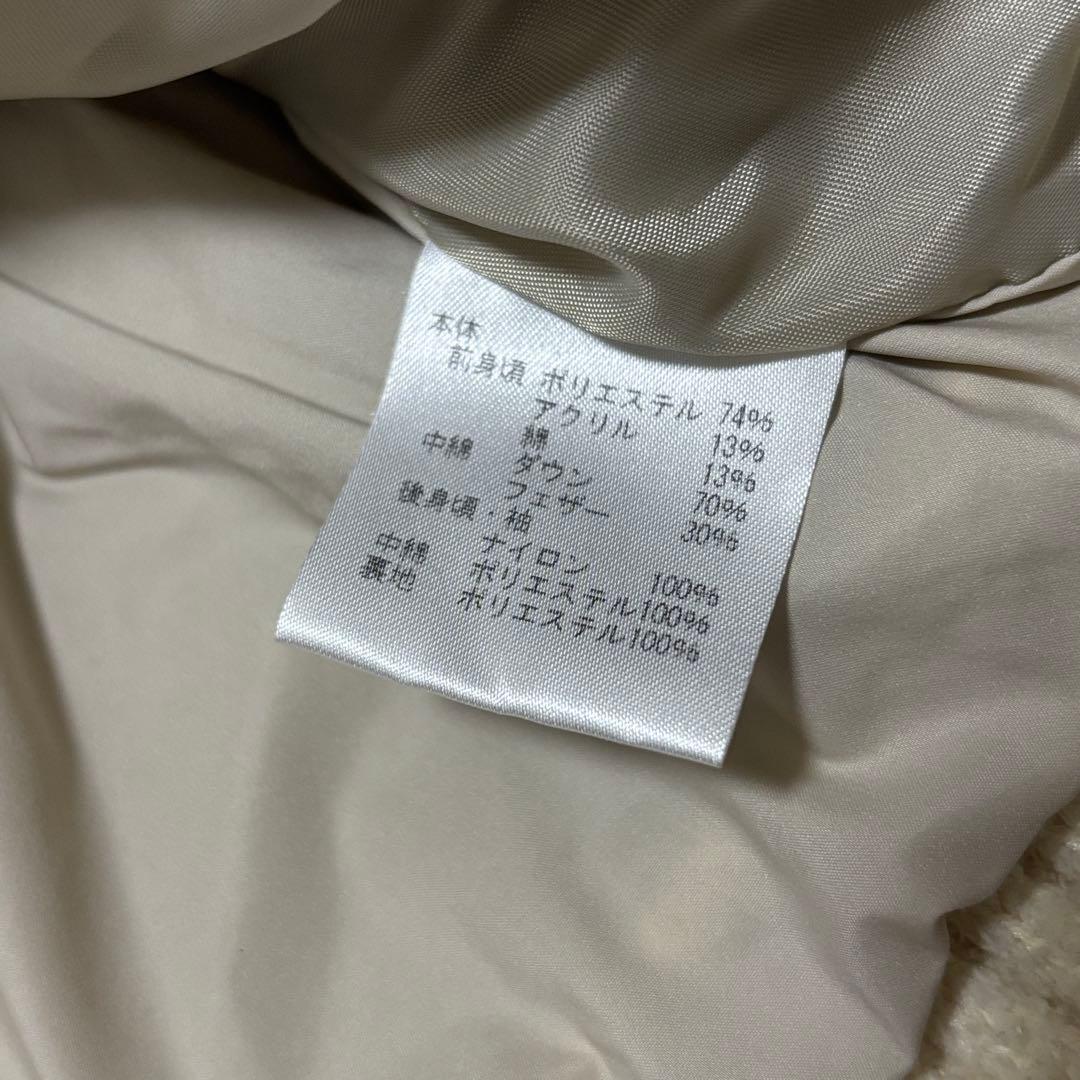 本体
前身頃 ポリエステル 74%
アクリル 13%
綿 13%
中綿 ダウン 70%
フェザー 30%
後身頃・袖
ナイロン 100%
中綿 ポリエステル100%
裏地 ポリエステル100%